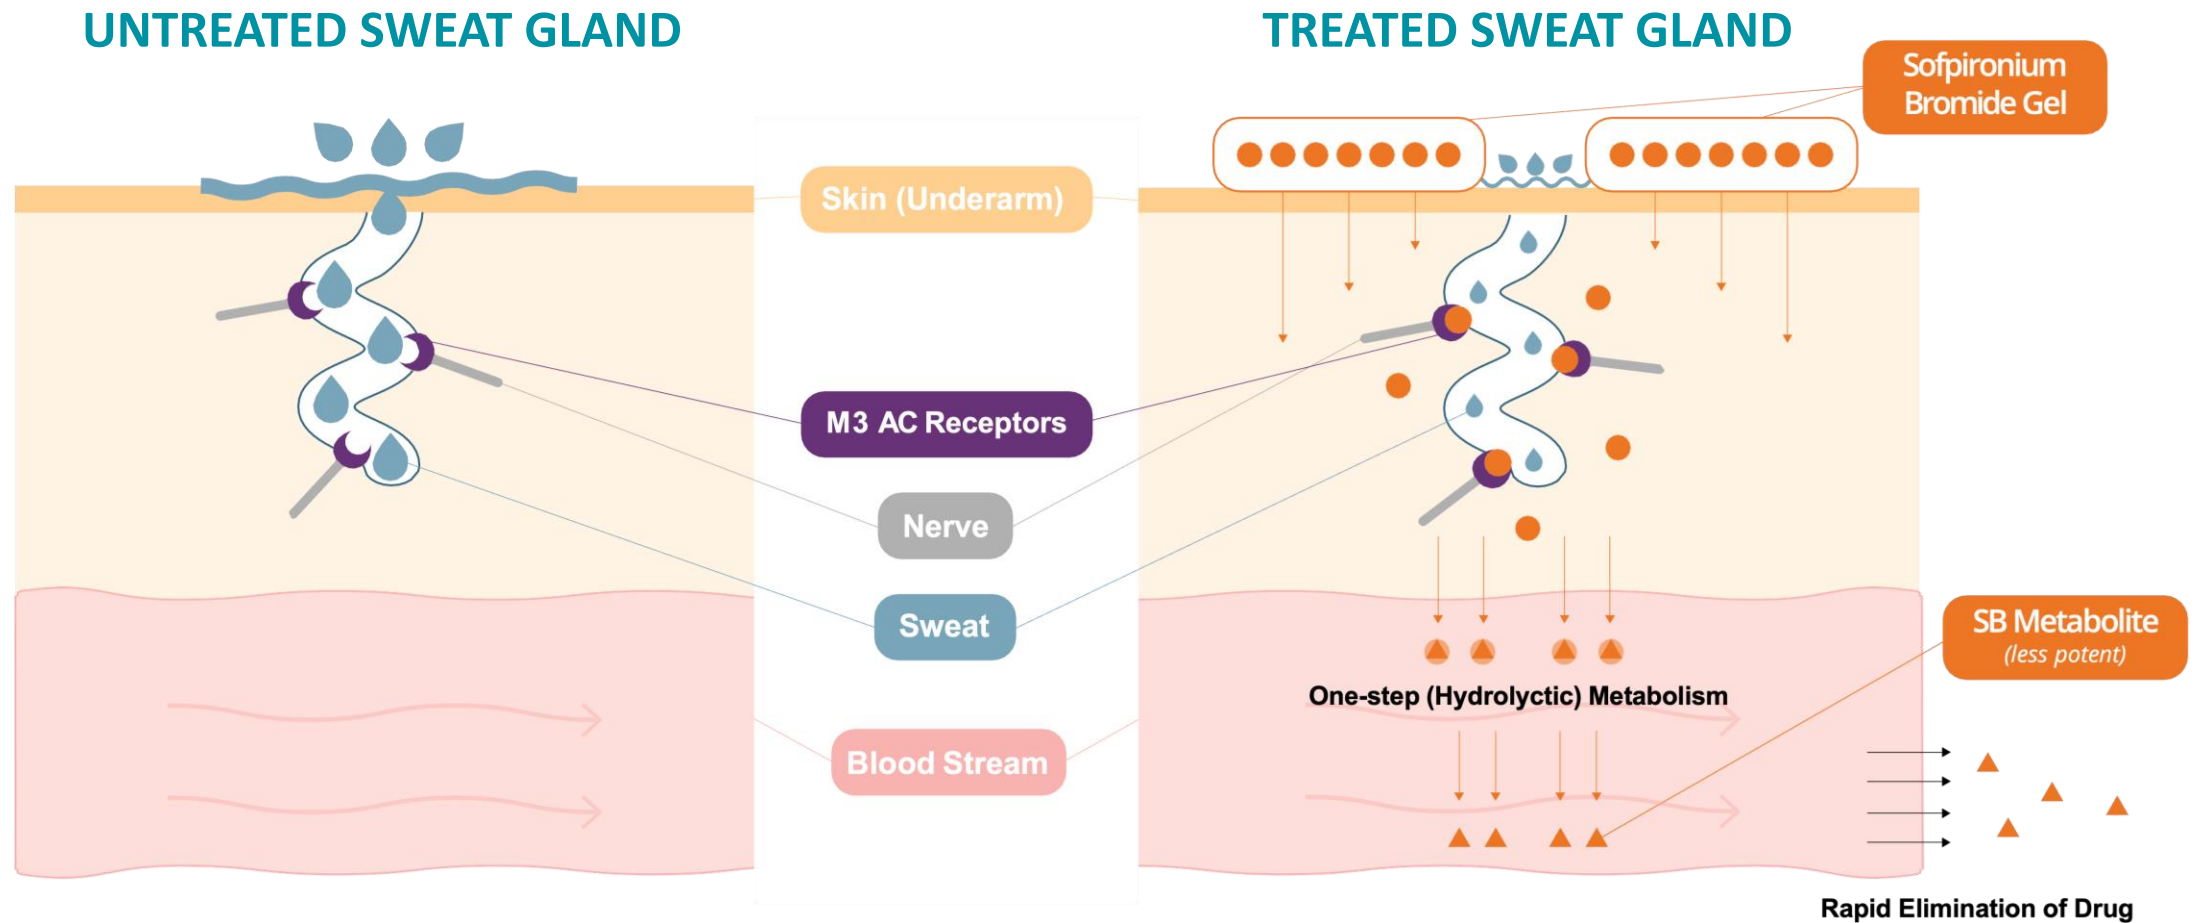 UNTREATED SWEAT GLAND
TREATED SWEAT GLAND
Sofpironium
Bromide Gel
Skin (Underarm)
M3 AC Receptors
Nerve
Sweat
Blood Stream
SB Metabolite
(less potent)
One-step (Hydrolyctic) Metabolism
Rapid Elimination of Drug